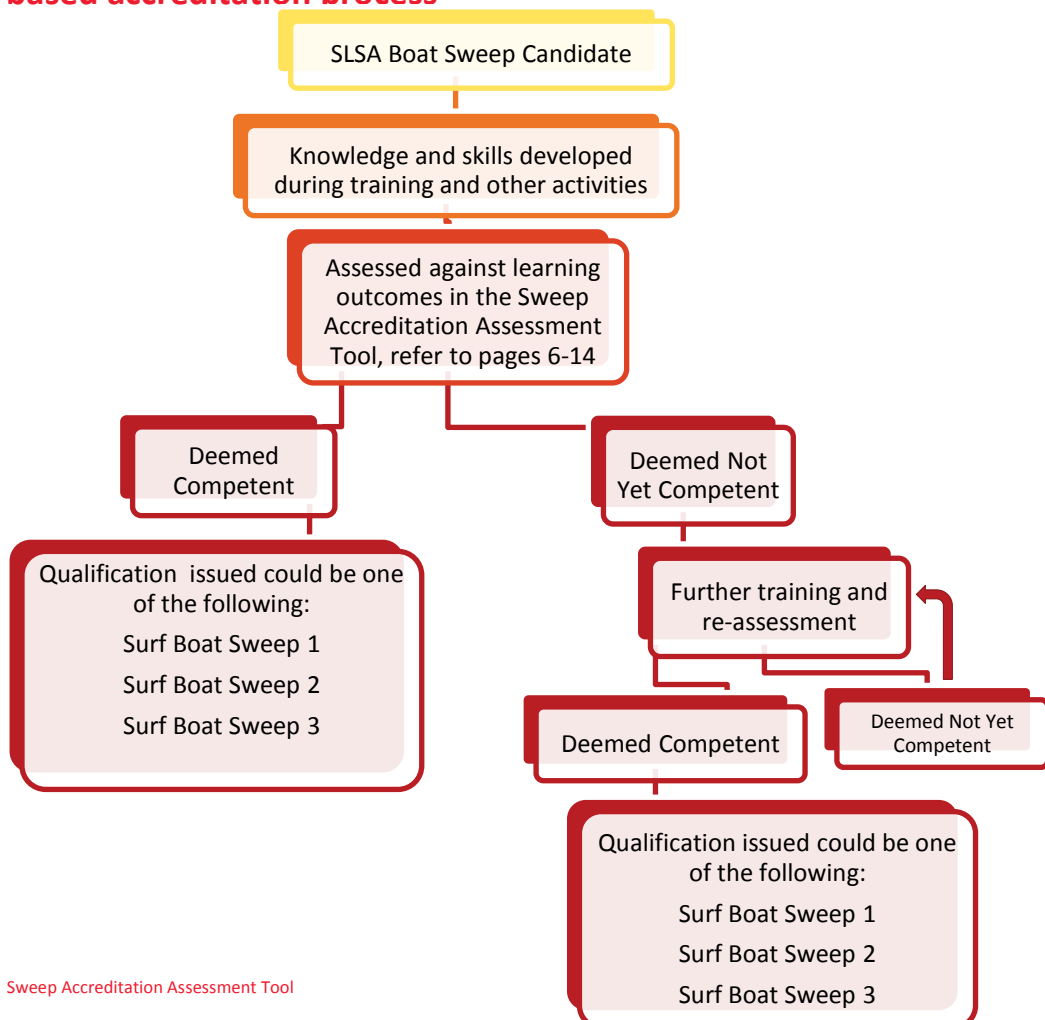 based accreditation process
SLSA Boat Sweep Candidate
Knowledge and skills developed
during training and other activities
Assessed against learning
outcomes in the Sweep
Accreditation Assessment
Tool, refer to pages 6-14
Deemed
Competent
Deemed Not
Yet Competent
Qualification issued could be one
of the following:
Surf Boat Sweep 1
Surf Boat Sweep 2
Surf Boat Sweep 3
Further training and
re-assessment
Deemed Competent
Deemed Not Yet
Competent
Qualification issued could be one
of the following:
Surf Boat Sweep 1
Surf Boat Sweep 2
Surf Boat Sweep 3
Sweep Accreditation Assessment Tool